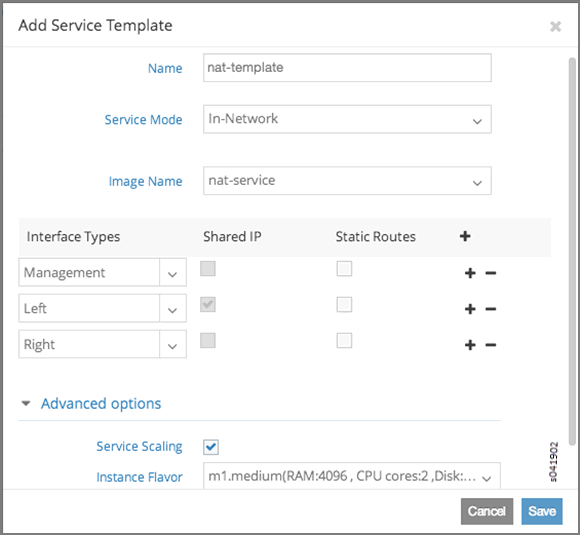 Add Service Template
Name nat-template
Service Mode In-Network
Image Name nat-service
Interface Types Shared IP Static Routes
Management
Left
Right
Advanced options
Service Scaling
Instance Flavor m1.medium(RAM:4096 , CPU cores:2 ,Disk:...
s041902
Cancel Save